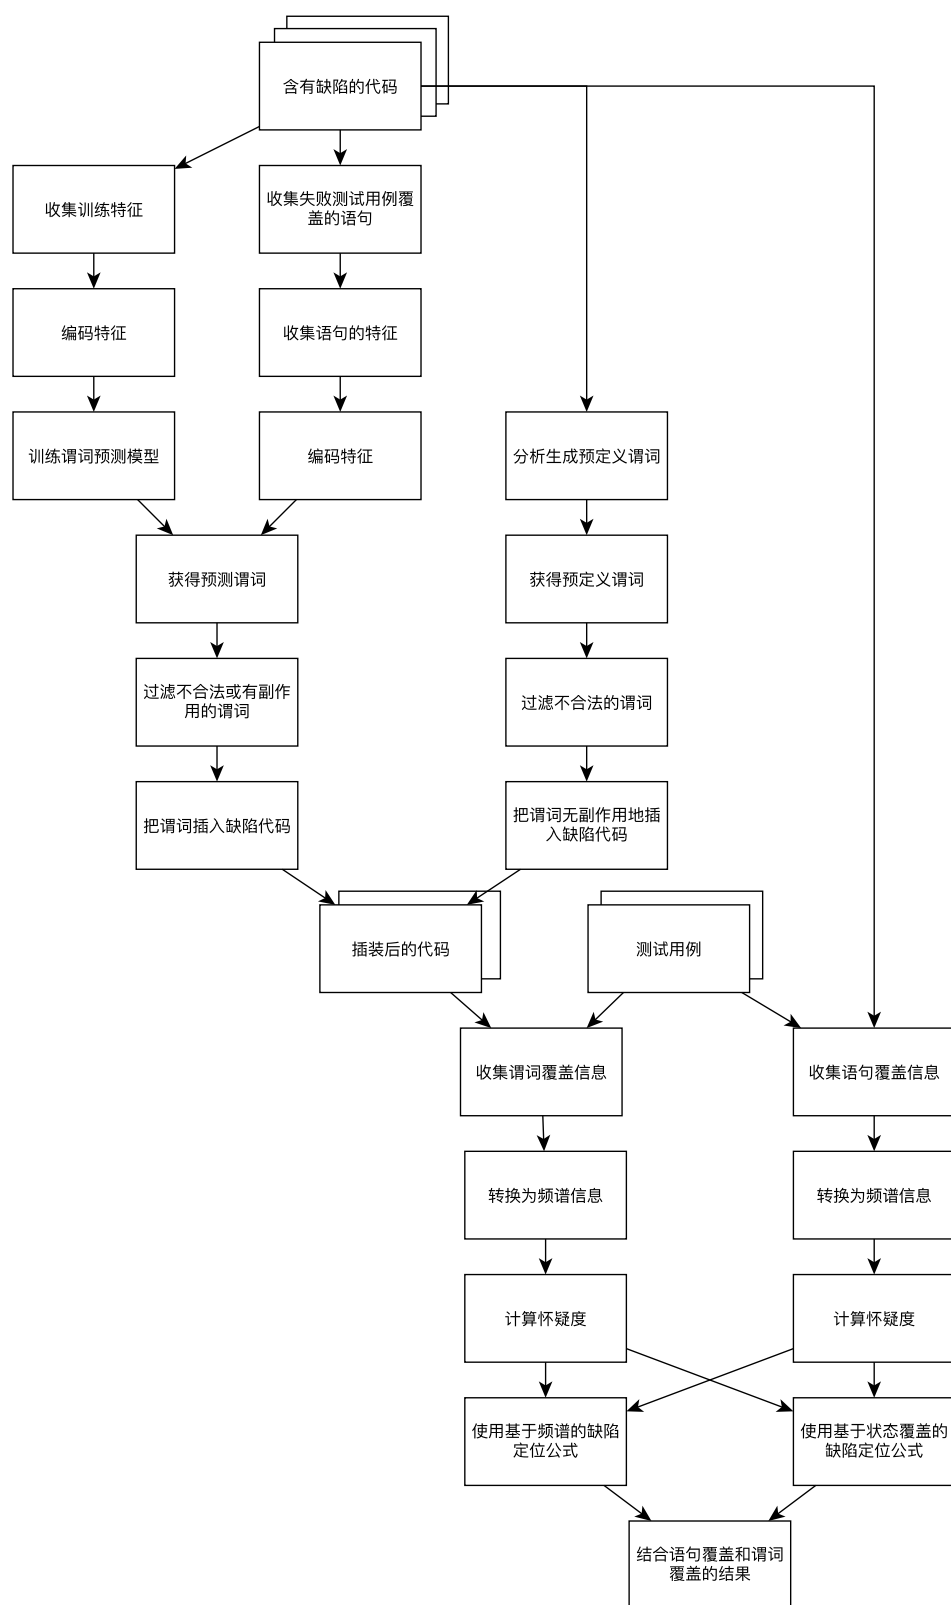 含有缺陷的代码
收集训练特征
收集失败测试用例覆
盖的语句
编码特征
收集语句的特征
训练谓词预测模型
编码特征
分析生成预定义谓词
获得预测谓词
获得预定义谓词
过滤不合法或有副作
用的谓词
过滤不合法的谓词
把谓词插入缺陷代码
把谓词无副作用地插
入缺陷代码
插装后的代码
测试用例
收集谓词覆盖信息
收集语句覆盖信息
转换为频谱信息
转换为频谱信息
计算怀疑度
计算怀疑度
使用基于频谱的缺陷
定位公式
使用基于状态覆盖的
缺陷定位公式
结合语句覆盖和谓词
覆盖的结果